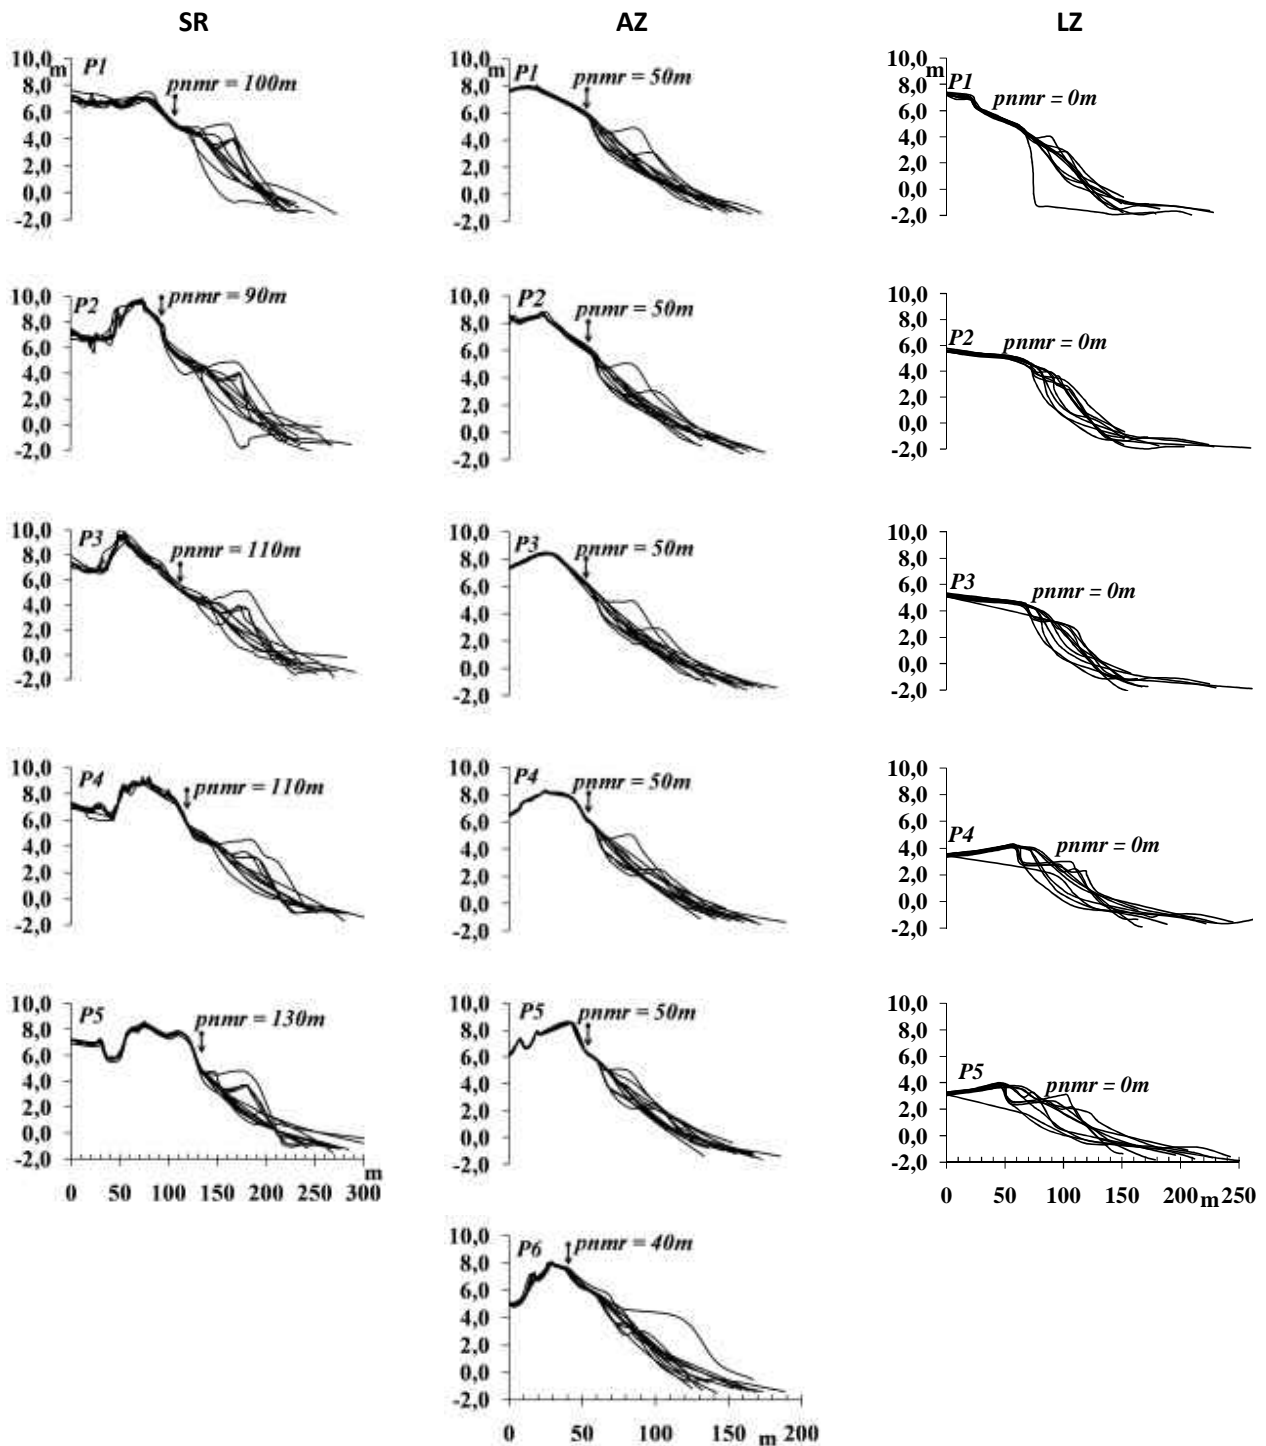 SR
10,0
m
P1
8,0
pnmr = 100m
6,0
4,0
2,0
0,0
-2,0
10,0
P2
pnmr = 90m
8,0
6,0
4,0
2,0
0,0
-2,0
10,0
P3
8,0
pnmr = 110m
6,0
4,0
2,0
0,0
-2,0
10,0
P4
8,0
pnmr = 110m
6,0
4,0
2,0
0,0
-2,0
10,0
P5
pnmr = 130m
8,0
6,0
4,0
2,0
0,0
-2,0
m
0 50 100 150 200 250 300
AZ
10,0
m
P1
pnmr = 50m
8,0
6,0
4,0
2,0
0,0
-2,0
10,0
P2
pnmr = 50m
8,0
6,0
4,0
2,0
0,0
-2,0
10,0
P3
pnmr = 50m
8,0
6,0
4,0
2,0
0,0
-2,0
10,0
P4
pnmr = 50m
8,0
6,0
4,0
2,0
0,0
-2,0
10,0
P5
pnmr = 50m
8,0
6,0
4,0
2,0
0,0
-2,0
10,0
P6
pnmr = 40m
8,0
6,0
4,0
2,0
0,0
-2,0
0 50 100 150 200
m
LZ
10,0
m
P1
8,0
pnmr = 0m
6,0
4,0
2,0
0,0
-2,0
10,0
8,0
P2
pnmr = 0m
6,0
4,0
2,0
0,0
-2,0
10,0
8,0
P3
pnmr = 0m
6,0
4,0
2,0
0,0
-2,0
10,0
8,0
6,0
P4
pnmr = 0m
4,0
2,0
0,0
-2,0
10,0
8,0
6,0
P5
pnmr = 0m
4,0
2,0
0,0
-2,0
0 50 100 150 200 m 250